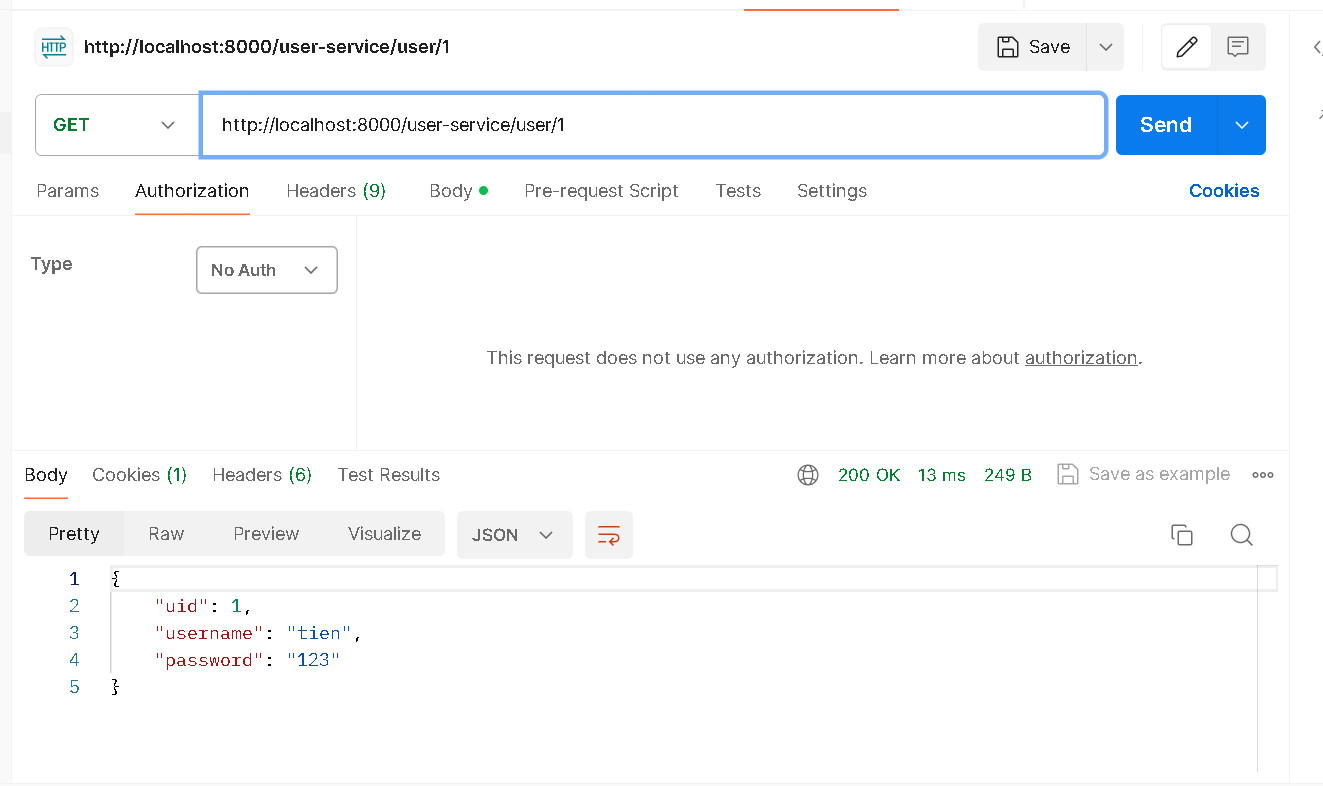 HTTP http://localhost:8000/user-service/user/1 Save
GET http://localhost:8000/user-service/user/1 Send
Params Authorization Headers (9) Body Pre-request Script Tests Settings Cookies
Type No Auth
This request does not use any authorization. Learn more about authorization.
Body Cookies (1) Headers (6) Test Results 200 OK 13 ms 249 B Save as example
Pretty Raw Preview Visualize JSON
1 {
2 "uid": 1,
3 "username": "tien",
4 "password": "123"
5 }